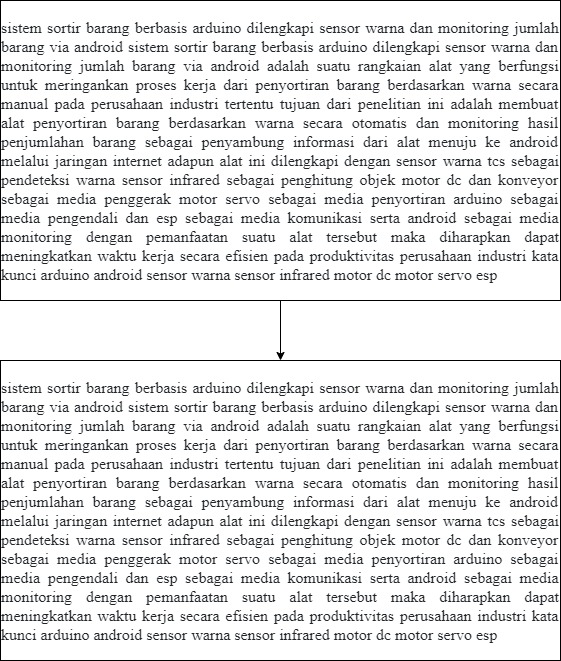 sistem sortir barang berbasis arduino dilengkapi sensor warna dan monitoring jumlah
barang via android sistem sortir barang berbasis arduino dilengkapi sensor warna dan
monitoring jumlah barang via android adalah suatu rangkaian alat yang berfungsi
untuk meringankan proses kerja dari penyortiran barang berdasarkan warna secara
manual pada perusahaan industri tertentu tujuan dari penelitian ini adalah membuat
alat penyortiran barang berdasarkan warna secara otomatis dan monitoring hasil
penjumlahan barang sebagai penyambung informasi dari alat menuju ke android
melalui jaringan internet adapun alat ini dilengkapi dengan sensor warna tcs sebagai
pendeteksi warna sensor infrared sebagai penghitung objek motor dc dan konveyor
sebagai media penggerak motor servo sebagai media penyortiran arduino sebagai
media pengendali dan esp sebagai media komunikasi serta android sebagai media
monitoring dengan pemanfaatan suatu alat tersebut maka diharapkan dapat
meningkatkan waktu kerja secara efisien pada produktivitas perusahaan industri kata
kunci arduino android sensor warna sensor infrared motor dc motor servo esp
sistem sortir barang berbasis arduino dilengkapi sensor warna dan monitoring jumlah
barang via android sistem sortir barang berbasis arduino dilengkapi sensor warna dan
monitoring jumlah barang via android adalah suatu rangkaian alat yang berfungsi
untuk meringankan proses kerja dari penyortiran barang berdasarkan warna secara
manual pada perusahaan industri tertentu tujuan dari penelitian ini adalah membuat
alat penyortiran barang berdasarkan warna secara otomatis dan monitoring hasil
penjumlahan barang sebagai penyambung informasi dari alat menuju ke android
melalui jaringan internet adapun alat ini dilengkapi dengan sensor warna tcs sebagai
pendeteksi warna sensor infrared sebagai penghitung objek motor dc dan konveyor
sebagai media penggerak motor servo sebagai media penyortiran arduino sebagai
media pengendali dan esp sebagai media komunikasi serta android sebagai media
monitoring dengan pemanfaatan suatu alat tersebut maka diharapkan dapat
meningkatkan waktu kerja secara efisien pada produktivitas perusahaan industri kata
kunci arduino android sensor warna sensor infrared motor dc motor servo esp